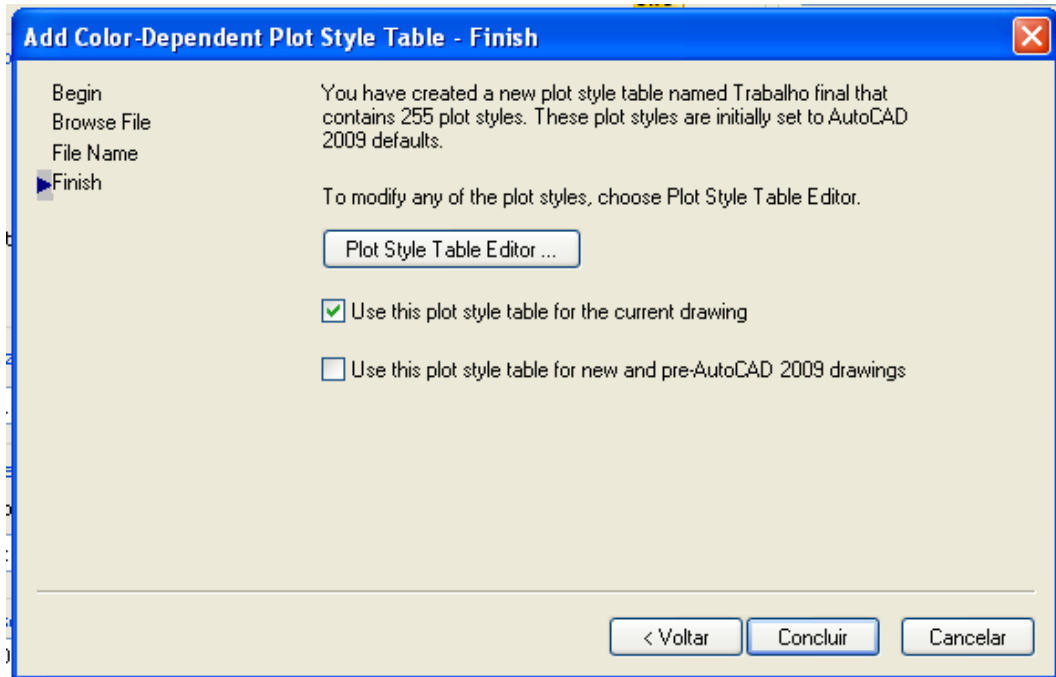 Add Color-Dependent Plot Style Table - Finish
Begin
Browse File
File Name
Finish
You have created a new plot style table named Trabalho final that
contains 255 plot styles. These plot styles are initially set to AutoCAD
2009 defaults.
To modify any of the plot styles, choose Plot Style Table Editor.
Plot Style Table Editor ...
Use this plot style table for the current drawing
Use this plot style table for new and pre-AutoCAD 2009 drawings
< Voltar
Concluir
Cancelar